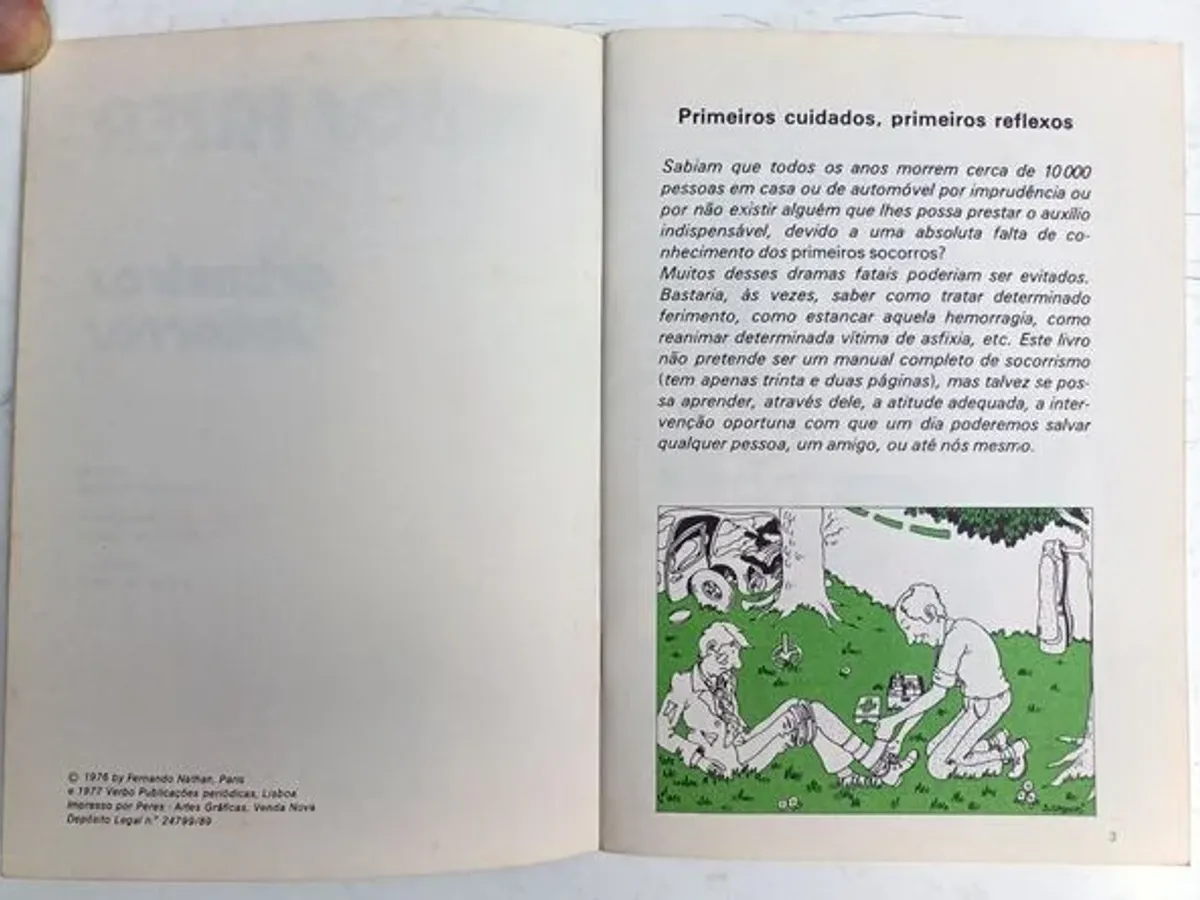 © 1976 by Fernando Nathan, Paris
e 1977 Verbo Publicações periódicas, Lisboa
Impresso por Peres - Artes Gráficas, Venda Nova
Depósito Legal n.º 24799/89
Primeiros cuidados, primeiros reflexos
Sabiam que todos os anos morrem cerca de 10 000
pessoas em casa ou de automóvel por imprudência ou
por não existir alguém que lhes possa prestar o auxílio
indispensável, devido a uma absoluta falta de co-
nhecimento dos primeiros socorros?
Muitos desses dramas fatais poderiam ser evitados.
Bastaria, às vezes, saber como tratar determinado
ferimento, como estancar aquela hemorragia, como
reanimar determinada vítima de asfixia, etc. Este livro
não pretende ser um manual completo de socorrismo
(tem apenas trinta e duas páginas), mas talvez se pos-
sa aprender, através dele, a atitude adequada, a inter-
venção oportuna com que um dia poderemos salvar
qualquer pessoa, um amigo, ou até nós mesmo.
3